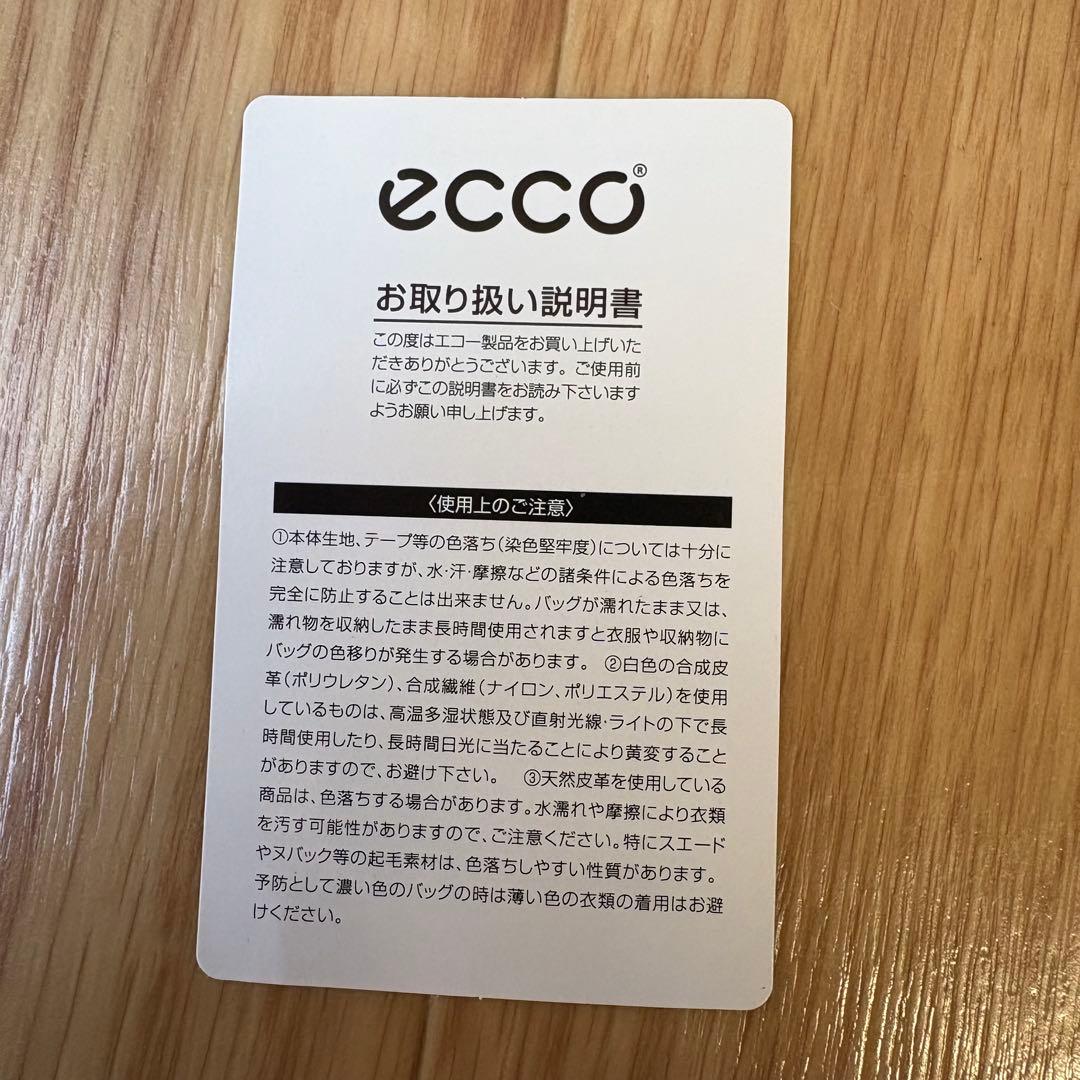 ecco®
お取り扱い説明書
この度はエコー製品をお買い上げいた
だきありがとうございます。ご使用前
に必ずこの説明書をお読み下さいます
ようお願い申し上げます。
〈使用上のご注意〉
①本体生地、テープ等の色落ち(染色堅牢度)については十分に
注意しておりますが、水・汗・摩擦などの諸条件による色落ちを
完全に防止することは出来ません。バッグが濡れたまま又は、
濡れ物を収納したまま長時間使用されますと衣服や収納物に
バッグの色移りが発生する場合があります。 ②白色の合成皮
革(ポリウレタン)、合成繊維(ナイロン、ポリエステル)を使用
しているものは、高温多湿状態及び直射光線・ライトの下で長
時間使用したり、長時間日光に当たることにより黄変すること
がありますので、お避け下さい。 ③天然皮革を使用している
商品は、色落ちする場合があります。水濡れや摩擦により衣類
を汚す可能性がありますので、ご注意ください。特にスエード
やヌバック等の起毛素材は、色落ちしやすい性質があります。
予防として濃い色のバッグの時は薄い色の衣類の着用はお避
けください。